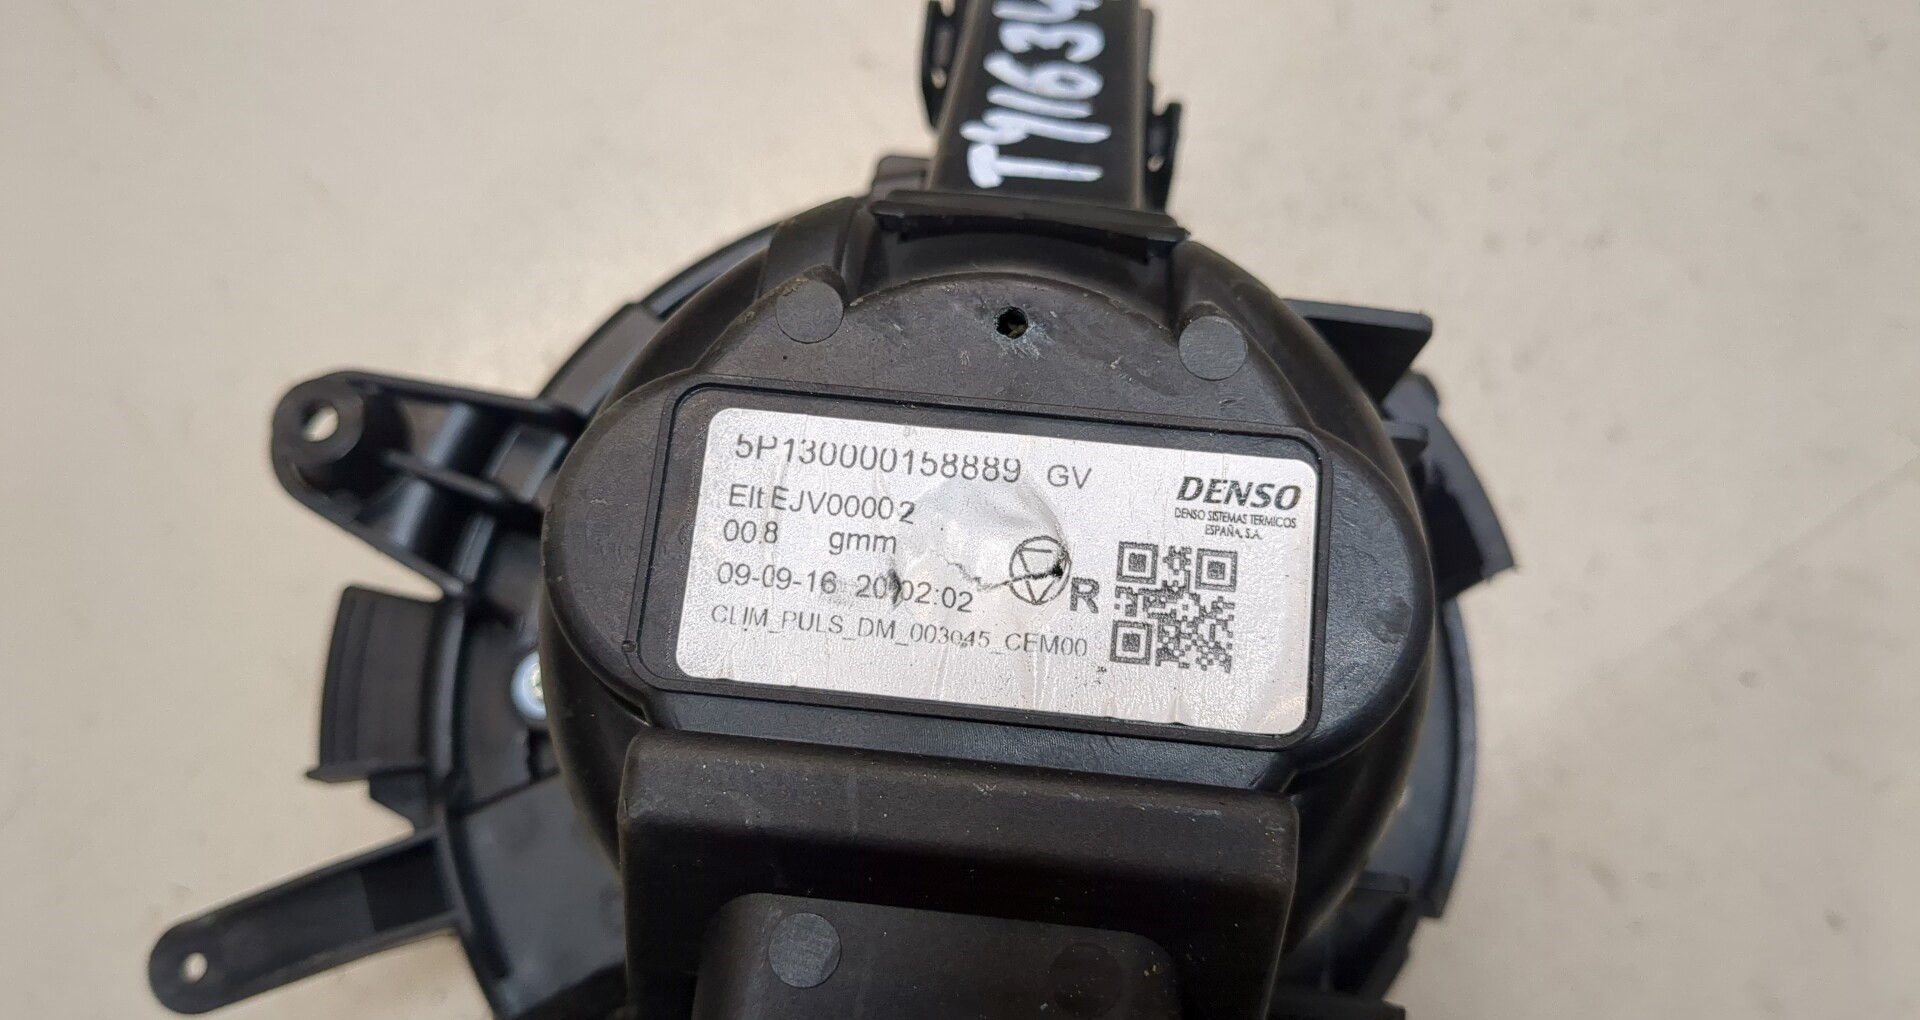 TY1634
5P130000158889 GV
Elt EJV00002
00.8 gmm
09-09-16 20:02:02
CLIM_PULS_DM_003045_CEM00
R
DENSO
DENSO SISTEMAS TERMICOS
ESPAÑA, S.A.